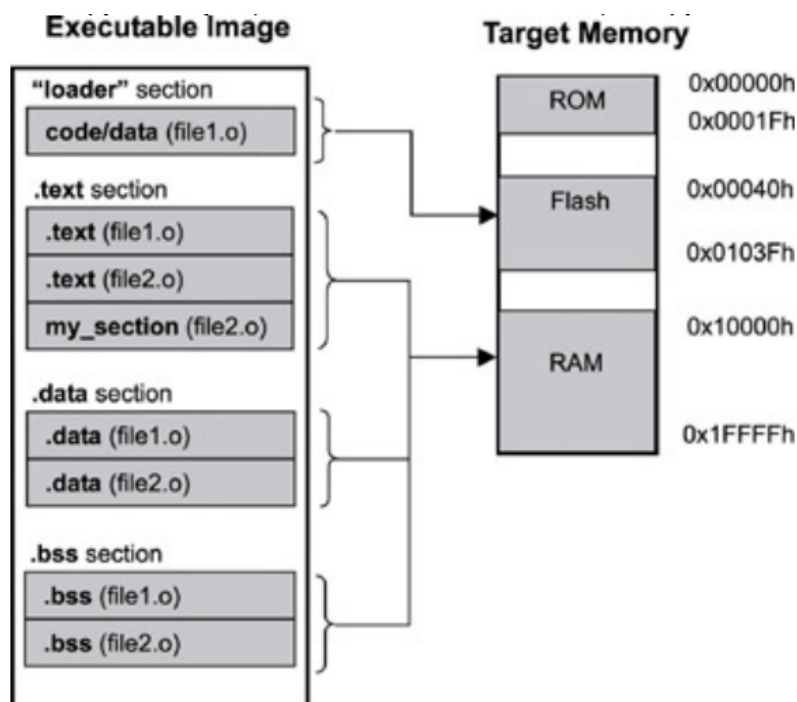 Executable Image
"loader" section
code/data (file1.o)
.text section
.text (file1.o)
.text (file2.o)
my_section (file2.o)
.data section
.data (file1.o)
.data (file2.o)
.bss section
.bss (file1.o)
.bss (file2.o)
Target Memory
ROM
0x00000h
0x0001Fh
Flash
0x00040h
0x0103Fh
RAM
0x10000h
0x1FFFFh